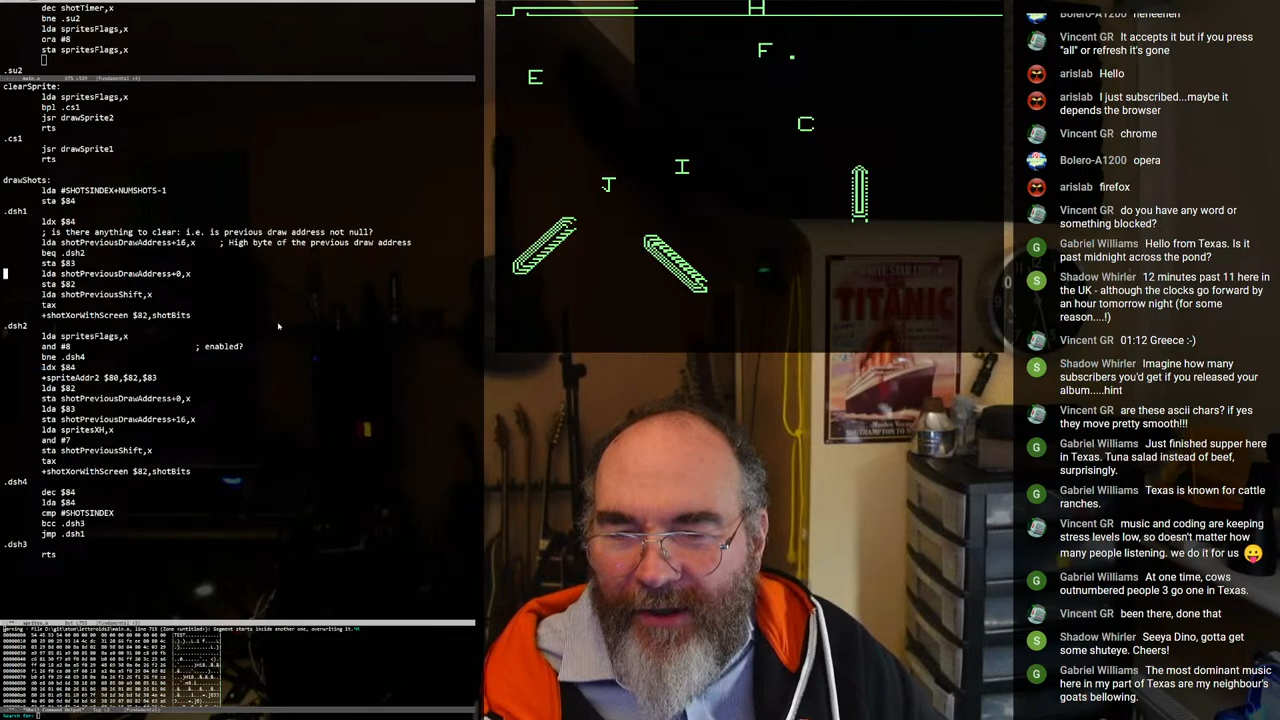 dec shotTimer,x
bne .su2
lda spritesFlags,x
ora #8
sta spritesFlags,x
.su2
clearSprite:
lda spritesFlags,x
bpl .cs1
jsr drawSprite2
rts
.cs1
jsr drawSprite1
rts
drawShots:
lda #SHOTSINDEX+NUMSHOTS-1
sta $84
.dsh1
ldx $84
; is there anything to clear: i.e. is previous draw address not null?
lda shotPreviousDrawAddress+16,x ; High byte of the previous draw address
beq .dsh2
sta $83
lda shotPreviousDrawAddress+0,x
sta $82
lda shotPreviousShift,x
tax
+shotXorWithScreen $82,shotBits
.dsh2
lda spritesFlags,x
and #8 ; enabled?
bne .dsh4
ldx $84
+spriteAddr2 $80,$82,$83
lda $82
sta shotPreviousDrawAddress+0,x
lda $83
sta shotPreviousDrawAddress+16,x
lda spritesXH,x
and #7
sta shotPreviousShift,x
tax
+shotXorWithScreen $82,shotBits
.dsh4
dec $84
lda $84
cmp #SHOTSINDEX
bcc .dsh3
jmp .dsh1
.dsh3
rts
Search for:
H
F .
E
C
I
J
WHITE STAR LINE
TITANIC
SOUTHAMPTON TO
Bolero-A1200 heheeheh
Vincent GR It accepts it but if you press
"all" or refresh it's gone
arislab Hello
arislab I just subscribed...maybe it
depends the browser
Vincent GR chrome
Bolero-A1200 opera
arislab firefox
Vincent GR do you have any word or
something blocked?
Gabriel Williams Hello from Texas. Is it
past midnight across the pond?
Shadow Whirler 12 minutes past 11 here in
the UK - although the clocks go forward by
an hour tomorrow night (for some
reason....!)
Vincent GR 01:12 Greece :-)
Shadow Whirler Imagine how many
subscribers you'd get if you released your
album.....hint
Vincent GR are these ascii chars? if yes
they move pretty smooth!!!
Gabriel Williams Just finished supper here
in Texas. Tuna salad instead of beef,
surprisingly.
Gabriel Williams Texas is known for cattle
ranches.
Vincent GR music and coding are keeping
stress levels low, so doesn't matter how
many people listening. we do it for us 😜
Gabriel Williams At one time, cows
outnumbered people 3 go one in Texas.
Vincent GR been there, done that
Shadow Whirler Seeya Dino, gotta get
some shuteye. Cheers!
Gabriel Williams The most dominant music
here in my part of Texas are my neighbour's
goats bellowing.